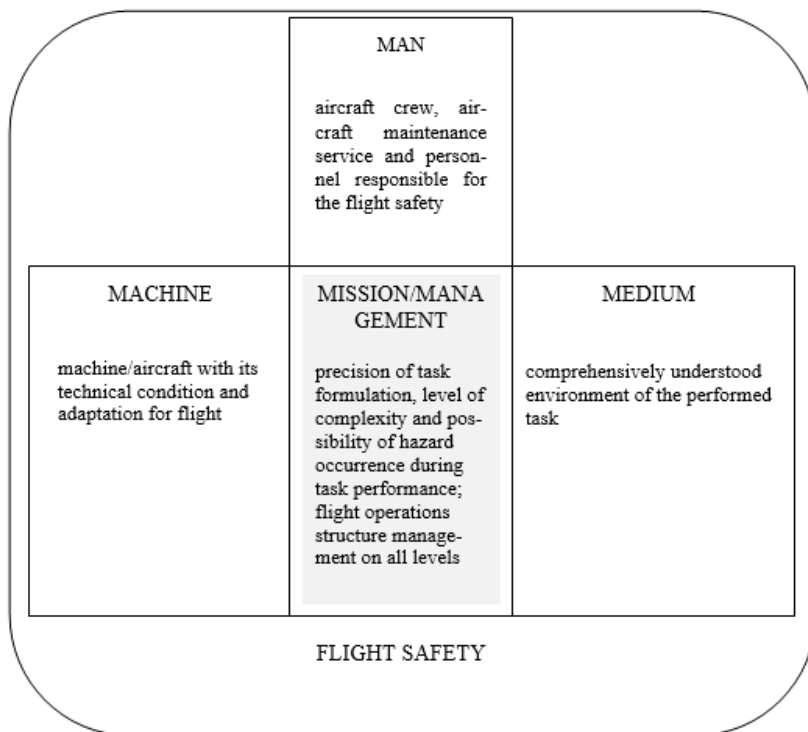 MAN
aircraft crew, air-
craft maintenance
service and person-
nel responsible for
the flight safety
MACHINE
machine/aircraft with its
technical condition and
adaptation for flight
MISSION/MANA
GEMENT
precision of task
formulation, level of
complexity and pos-
sibility of hazard
occurrence during
task performance;
flight operations
structure manage-
ment on all levels
MEDIUM
comprehensively understood
environment of the performed
task
FLIGHT SAFETY